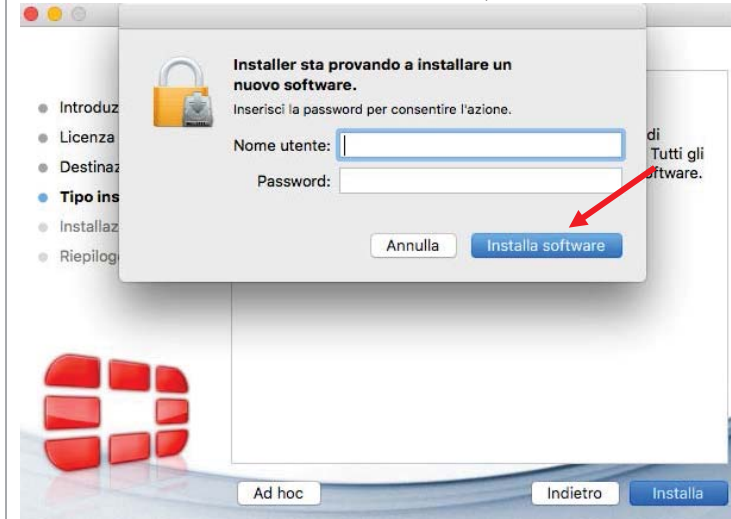 Installer sta provando a installare un
nuovo software.
Inserisci la password per consentire l'azione.
Nome utente:
Password:
Annulla
Installa software
Introduz
Licenza
Destinaz
Tipo ins
Installaz
Riepilog
di
Tutti gli
oftware.
Ad hoc
Indietro
Installa